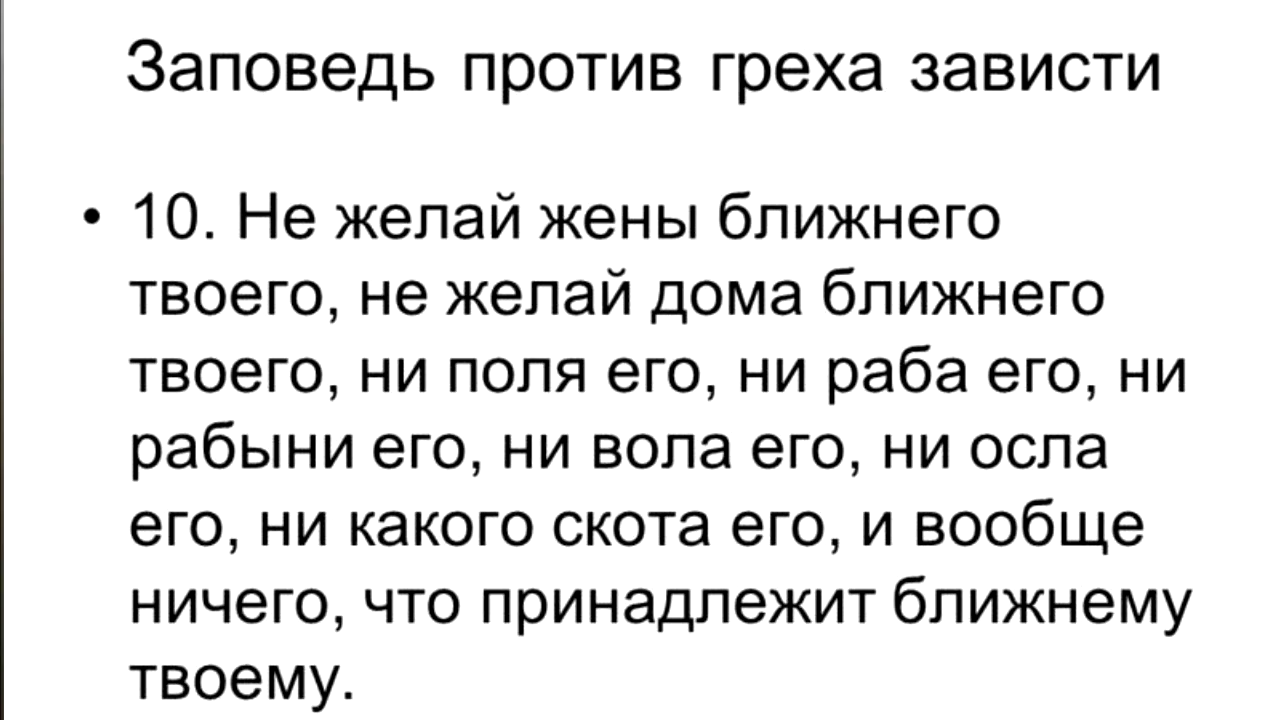 Заповедь против греха зависти
• 10. Не желай жены ближнего
твоего, не желай дома ближнего
твоего, ни поля его, ни раба его, ни
рабыни его, ни вола его, ни осла
его, ни какого скота его, и вообще
ничего, что принадлежит ближнему
твоему.